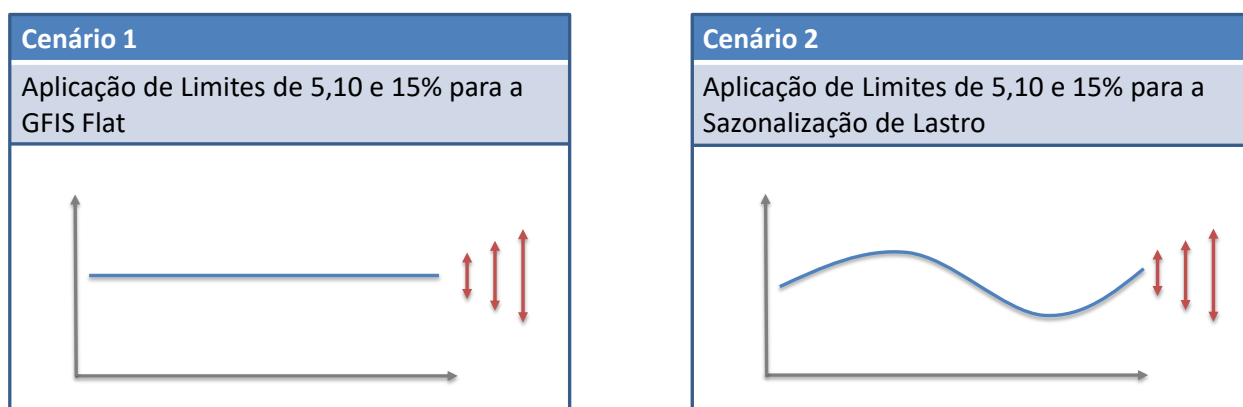 Cenário 1
Aplicação de Limites de 5,10 e 15% para a
GFIS Flat
Cenário 2
Aplicação de Limites de 5,10 e 15% para a
Sazonalização de Lastro